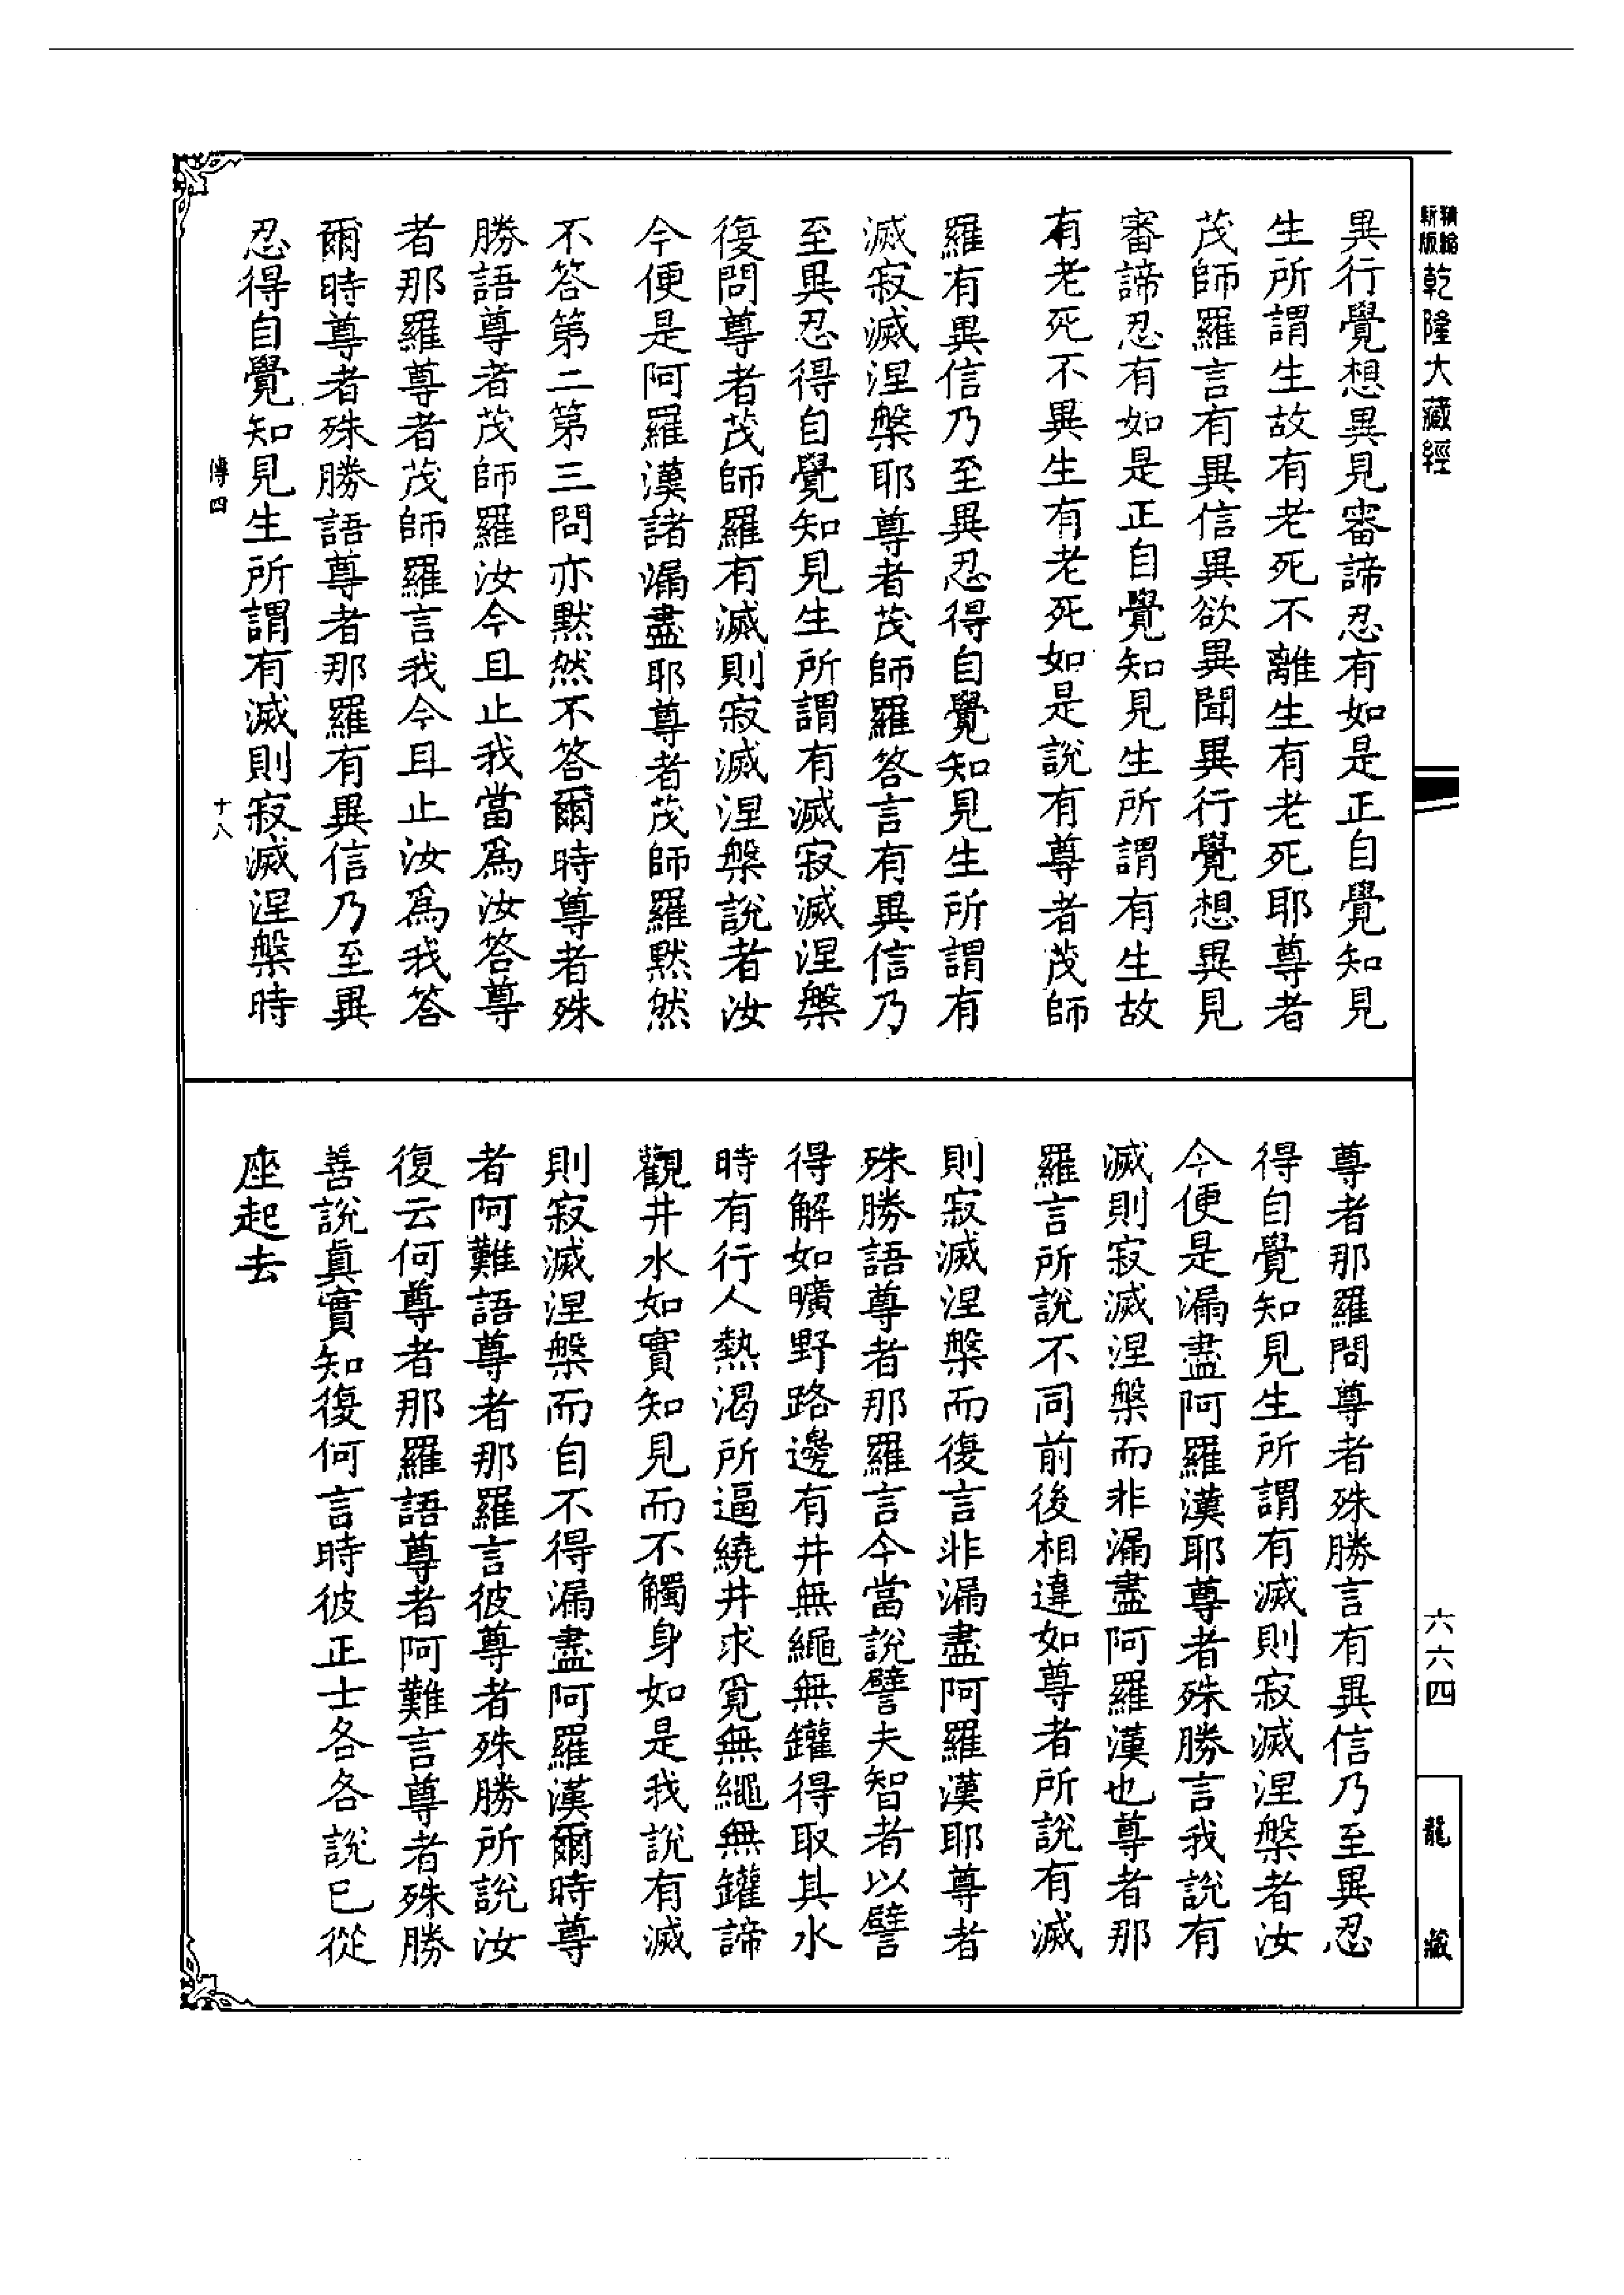 精繪
新版
乾隆大藏經
異行覺想異見審諦忍有如是正自覺知見
生所謂生故有老死不離生有老死耶尊者
茂師羅言有異信異欲異聞異行覺想異見
審諦忍有如是正自覺知見生所謂有生故
有老死不異生有老死如是說有尊者茂師
羅有異信乃至異忍得自覺知見生所謂有
滅寂滅涅槃耶尊者茂師羅答言有異信乃
至異忍得自覺知見生所謂有滅寂滅涅槃
復問尊者茂師羅有滅則寂滅涅槃說者汝
今便是阿羅漢諸漏盡耶尊者茂師羅默然
不答第二第三問亦默然不答爾時尊者殊
勝語尊者茂師羅汝今且止我當為汝答尊
者那羅尊者茂師羅言我今且止汝為我答
爾時尊者殊勝語尊者那羅有異信乃至異
忍得自覺知見生所謂有滅則寂滅涅槃時
傳四
十八
尊者那羅問尊者殊勝言有異信乃至異忍
得自覺知見生所謂有滅則寂滅涅槃者汝
今便是漏盡阿羅漢耶尊者殊勝言我說有
滅則寂滅涅槃而非漏盡阿羅漢也尊者那
羅言所說不同前後相違如尊者所說有滅
則寂滅涅槃而復言非漏盡阿羅漢耶尊者
殊勝語尊者那羅言今當說譬夫智者以譬
得解如曠野路邊有井無繩無罐得取其水
時有行人熱渴所逼繞井求覓無繩無罐諦
觀井水如實知見而不觸身如是我說有滅
則寂滅涅槃而自不得漏盡阿羅漢爾時尊
者阿難語尊者那羅言彼尊者殊勝所說汝
復云何尊者那羅語尊者阿難言尊者殊勝
善說真實知復何言時彼正士各各說已從
座起去
六六四
龍藏